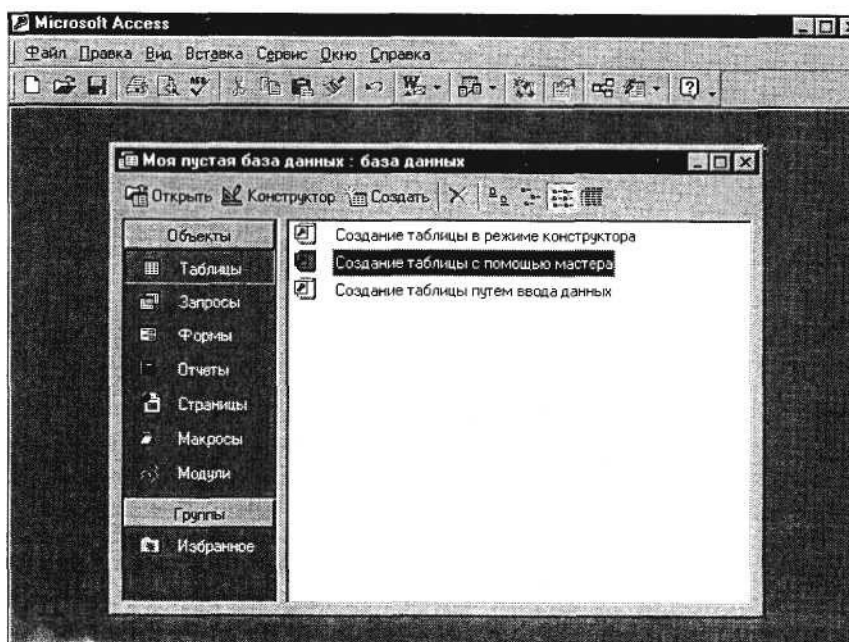 Microsoft Access
Файл Правка Вид Вставка Сервис Окно Справка
Моя пустая база данных : база данных
Открыть Конструктор Создать
Объекты
Таблицы
Запросы
Формы
Отчеты
Страницы
Макросы
Модули
Группы
Избранное
Создание таблицы в режиме конструктора
Создание таблицы с помощью мастера
Создание таблицы путем ввода данных